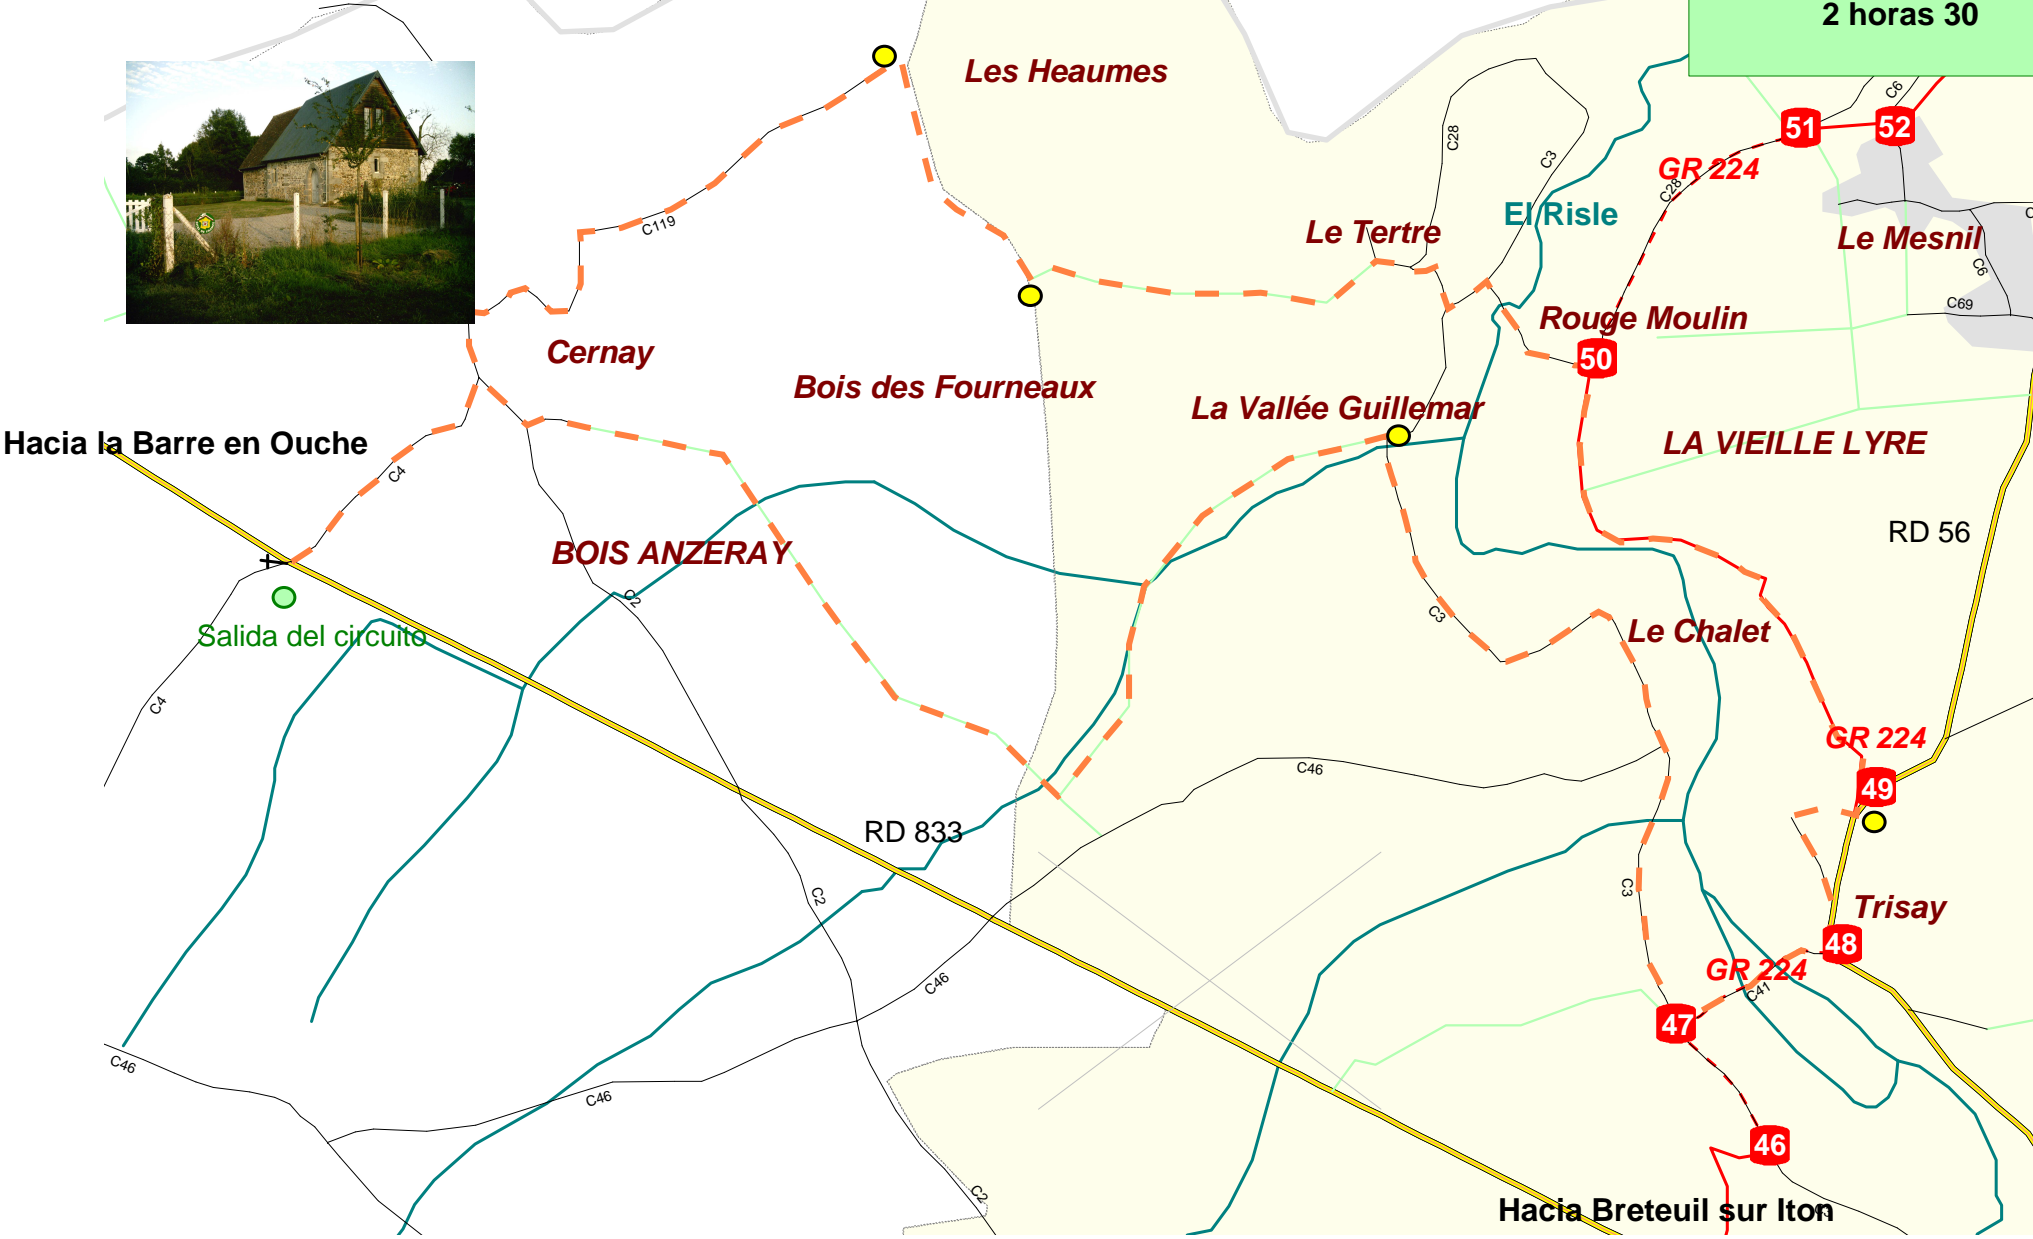 2 horas 30
Les Heaumes
C6
51
52
GR 224
C28
C3
C28
El Risle
C119
Le Tertre
Le Mesnil
C6
C69
Rouge Moulin
50
Cernay
Bois des Fourneaux
La Vallée Guillemar
Hacia la Barre en Ouche
LA VIEILLE LYRE
C4
RD 56
BOIS ANZERAY
C2
C3
Salida del circuito
Le Chalet
C4
GR 224
C46
49
RD 833
C2
C3
Trisay
48
GR 224
C46
C41
47
C46
C46
46
C2
Hacia Breteuil sur Iton
C3